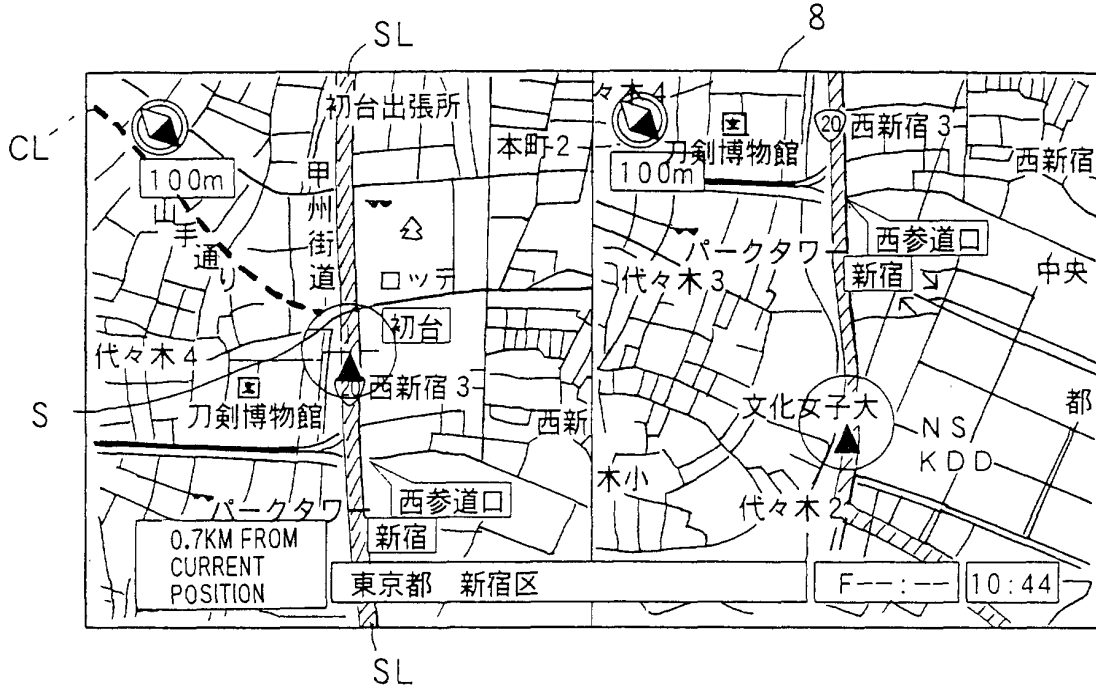 SL
8
CL
初台出張所
100m
本町2
甲州街道
手通り
ロッテ
初台
代々木4
S
20
西新宿3
刀剣博物館
西新
西参道口
パークタワー
新宿
0.7KM FROM
CURRENT
POSITION
東京都 新宿区
SL
々木4
20
西新宿3
刀剣博物館
西新宿
100m
西参道口
パークタワー
新宿
中央
代々木3
文化女子大
都
NS
KDD
木小
代々木2
F--:--
10:44